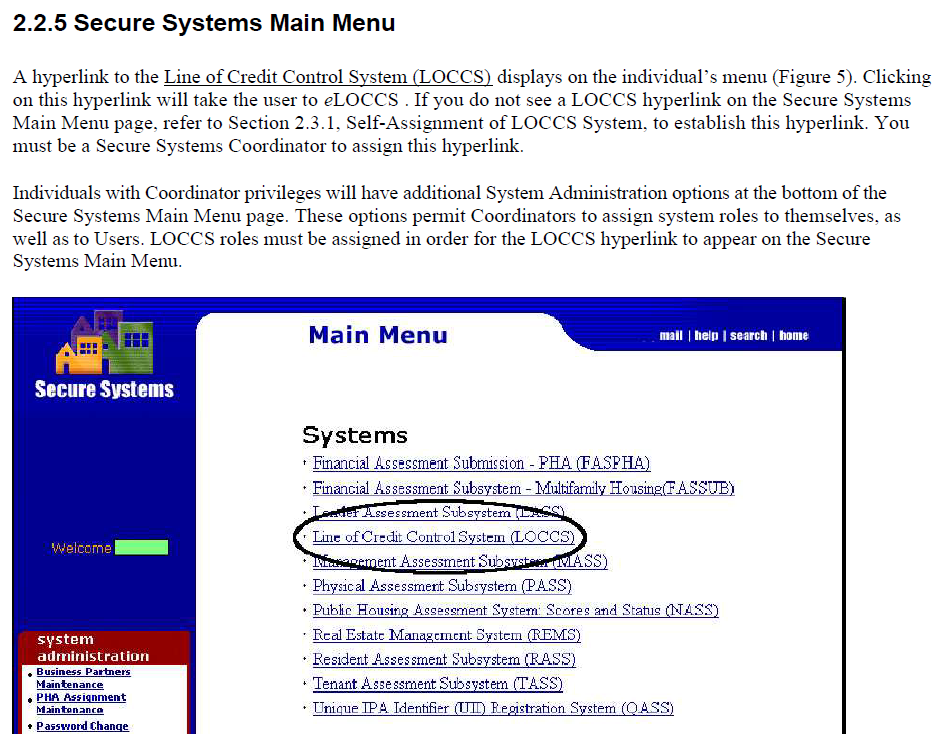 2.2.5 Secure Systems Main Menu
A hyperlink to the Line of Credit Control System (LOCCS) displays on the individual’s menu (Figure 5). Clicking
on this hyperlink will take the user to eLOCCS . If you do not see a LOCCS hyperlink on the Secure Systems
Main Menu page, refer to Section 2.3.1, Self-Assignment of LOCCS System, to establish this hyperlink. You
must be a Secure Systems Coordinator to assign this hyperlink.
Individuals with Coordinator privileges will have additional System Administration options at the bottom of the
Secure Systems Main Menu page. These options permit Coordinators to assign system roles to themselves, as
well as to Users. LOCCS roles must be assigned in order for the LOCCS hyperlink to appear on the Secure
Systems Main Menu.
Secure Systems
Main Menu
mail | help | search | home
Systems
Financial Assessment Submission - PHA (FASPHA)
Financial Assessment Subsystem - Multifamily Housing(FASSUB)
Lender Assessment Subsystem (LASS)
Line of Credit Control System (LOCCS)
Management Assessment Subsystem (MASS)
Physical Assessment Subsystem (PASS)
Public Housing Assessment System: Scores and Status (NASS)
Real Estate Management System (REMS)
Resident Assessment Subsystem (RASS)
Tenant Assessment Subsystem (TASS)
Unique IPA Identifier (UII) Registration System (QASS)
Welcome
system
administration
Business Partners
Maintenance
PHA Assignment
Maintenance
Password Change